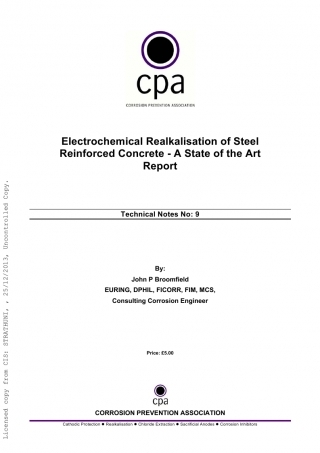 cpa
CORROSION PREVENTION ASSOCIATION
Electrochemical Realkalisation of Steel
Reinforced Concrete - A State of the Art
Report
Technical Notes No: 9
By:
John P Broomfield
EURING, DPHIL, FICORR, FIM, MCS,
Consulting Corrosion Engineer
Price: £5.00
cpa
CORROSION PREVENTION ASSOCIATION
Cathodic Protection ● Realkalisation ● Chloride Extraction ● Sacrificial Anodes ● Corrosion Inhibitors
Licensed copy from CIS: STRATHUNI, , 25/12/2013, Uncontrolled Copy.